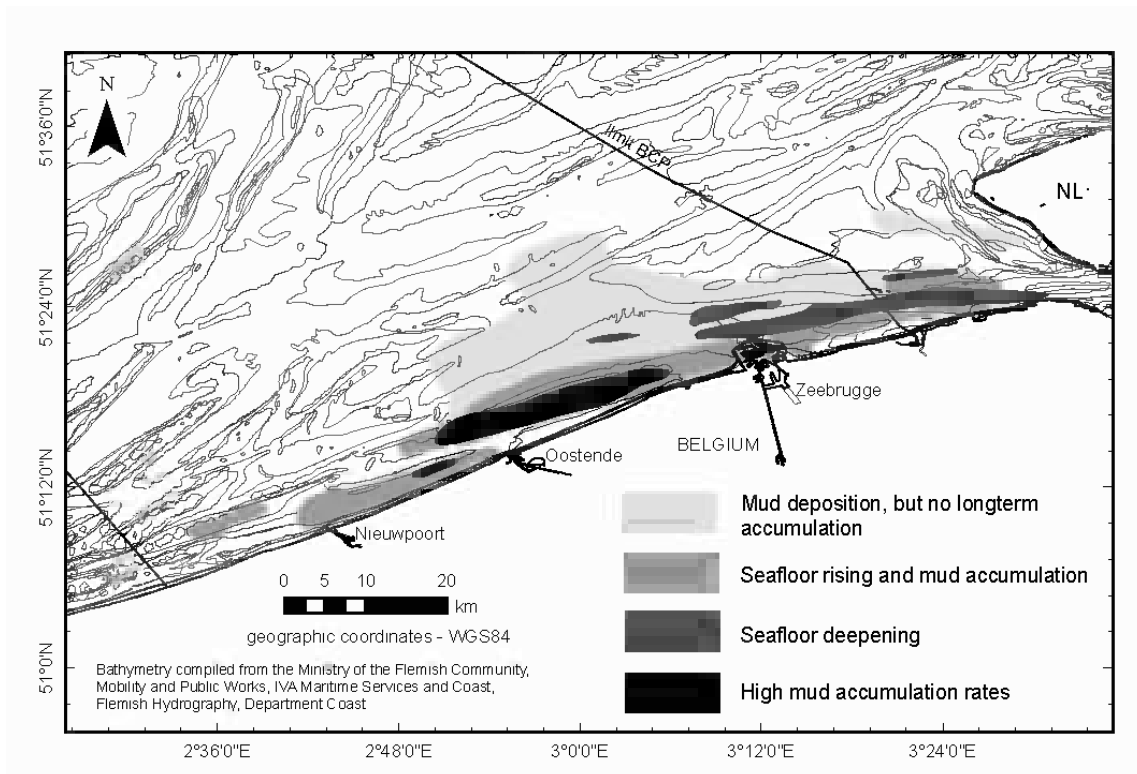 N
51°36'0"N
51°24'0"N
51°12'0"N
51°0'N
limit BCP
NL
Zeebrugge
BELGIUM
Oostende
Nieuwpoort
0 5 10 20
km
geographic coordinates - WGS84
Bathymetry compiled from the Ministry of the Flemish Community,
Mobility and Public Works, IVA Maritime Services and Coast,
Flemish Hydrography, Department Coast
Mud deposition, but no longterm
accumulation
Seafloor rising and mud accumulation
Seafloor deepening
High mud accumulation rates
2°36'0"E
2°48'0"E
3°0'0"E
3°12'0"E
3°24'0"E